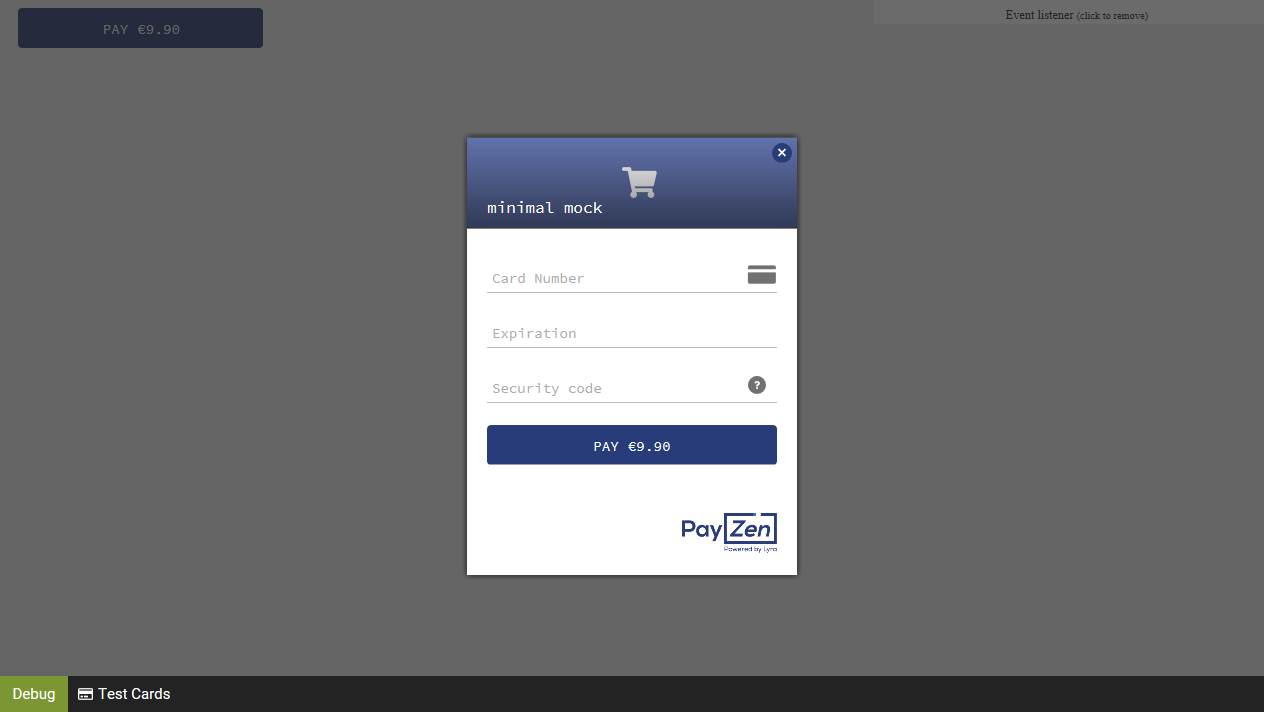 PAY €9.90
Event listener (click to remove)
minimal mock
Card Number
Expiration
Security code
?
PAY €9.90
PayZen
Powered by Lyra
Debug
Test Cards